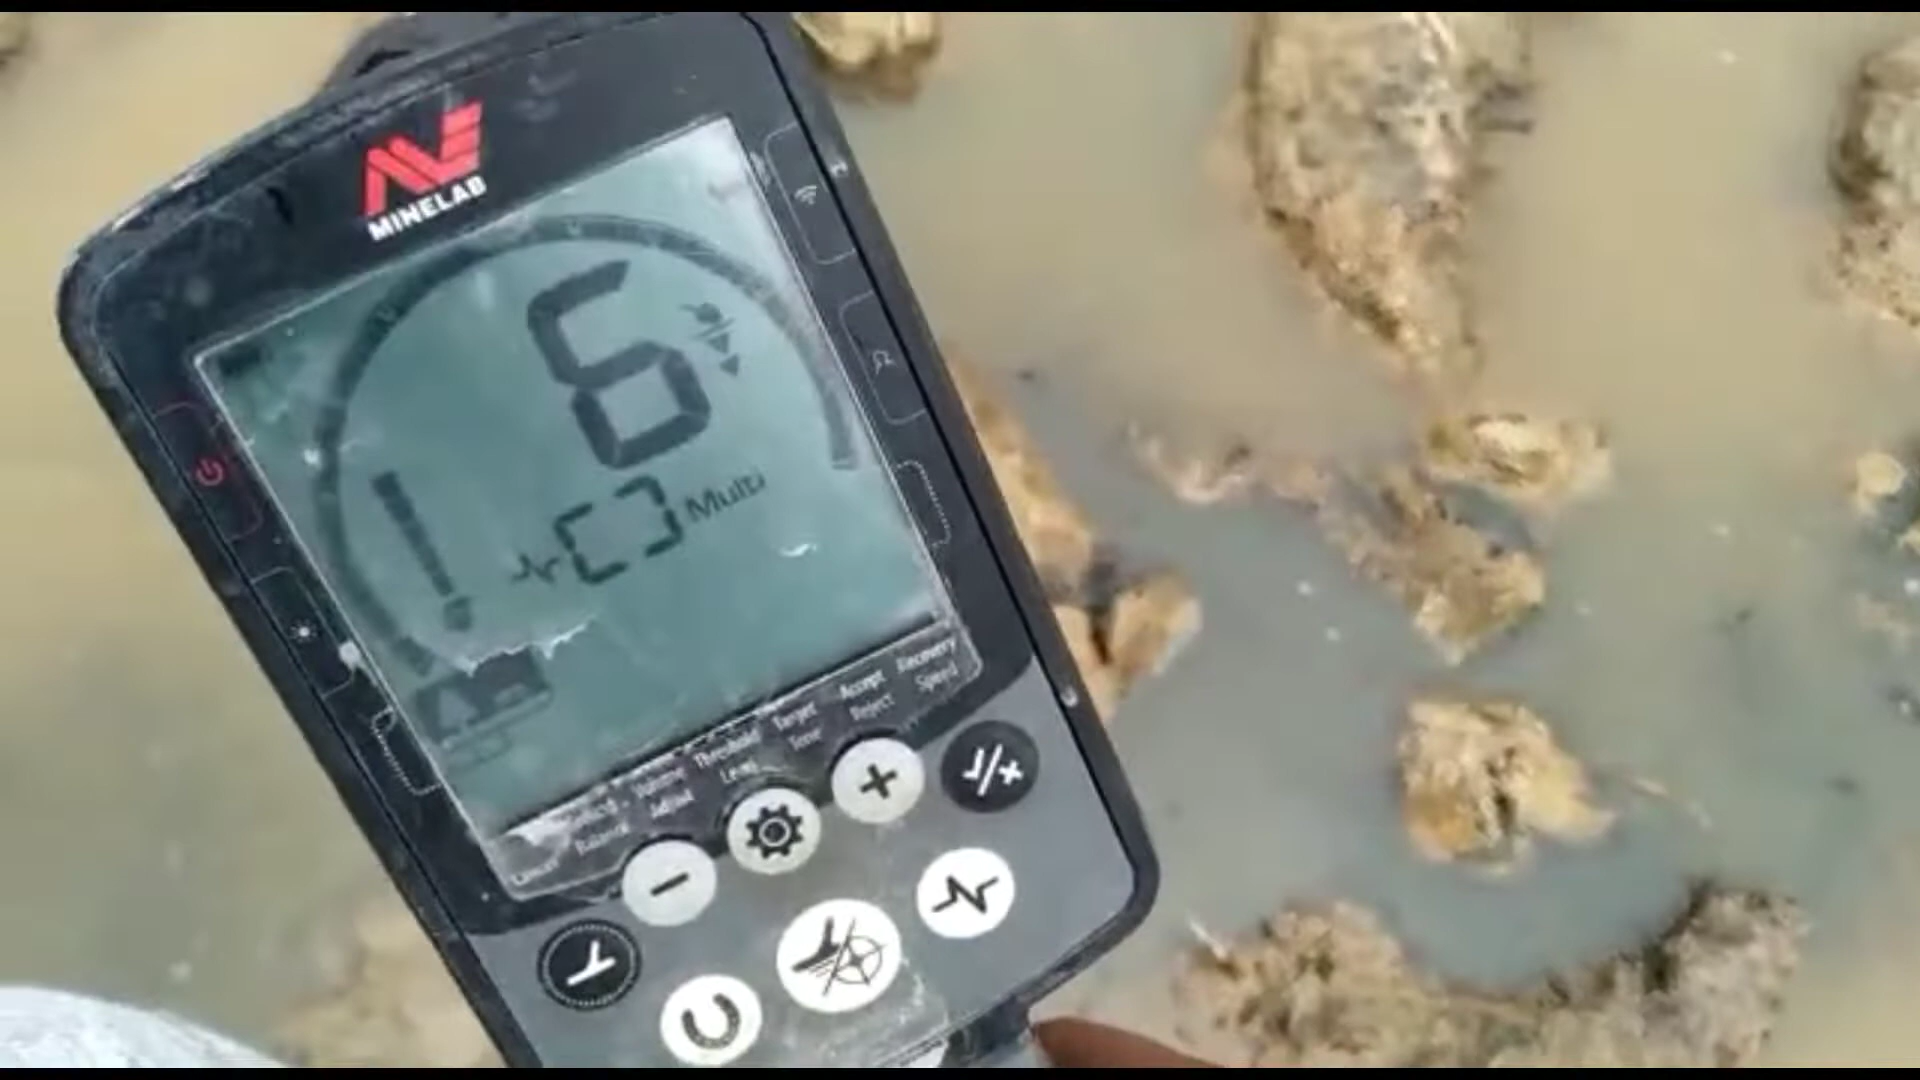 MINELAB
6
Multi
Recovery
Speed
Accept
Reject
Target
Tone
Threshold
Level
Volume
Adjust